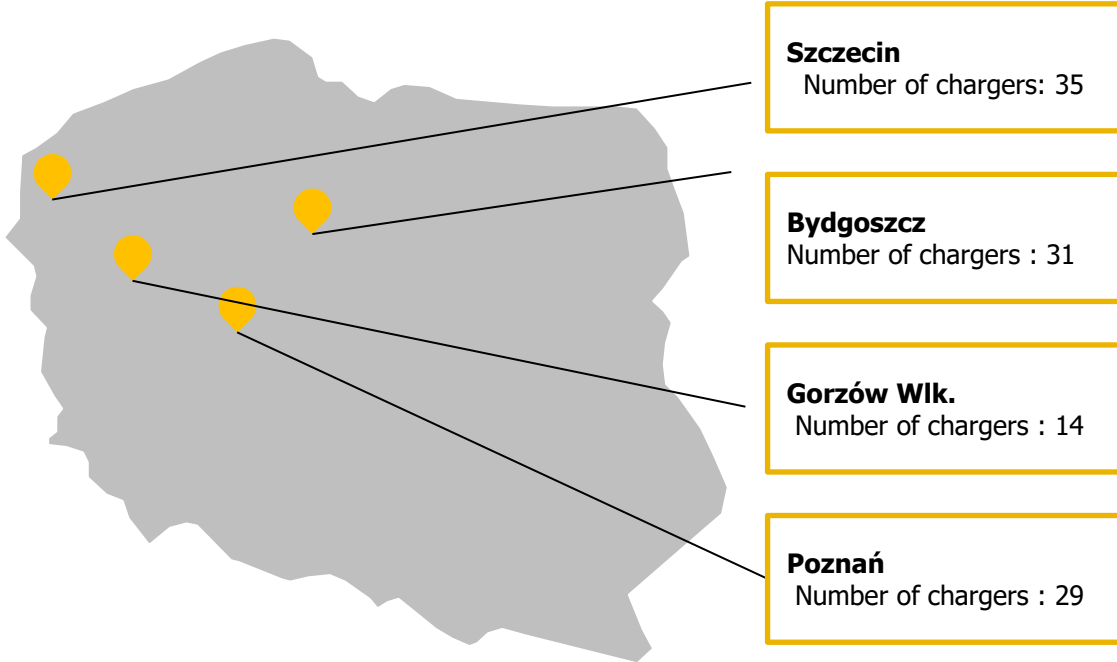 Szczecin
Number of chargers: 35
Bydgoszcz
Number of chargers : 31
Gorzów Wlk.
Number of chargers : 14
Poznań
Number of chargers : 29